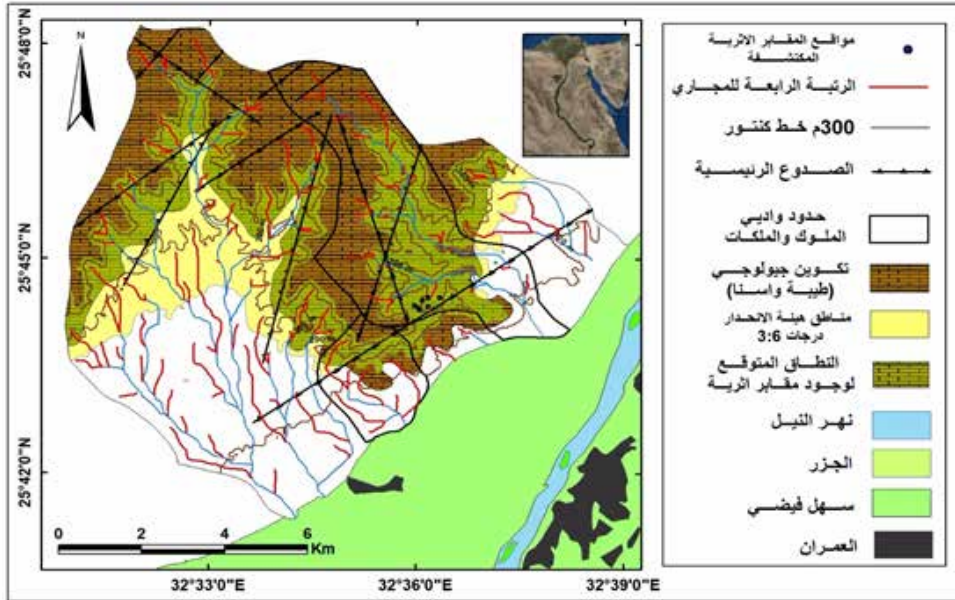 25°48'0"N
25°45'0"N
25°42'0"N
N
0 2 4 6
Km
32°33'0"E 32°36'0"E 32°39'0"E
مواقع المقابر الاثرية
المكتشفة
الرتبة الرابعة للمجاري
300م خط كنتور
الصدوع الرئيسية
حدود واديي
الملوك والملكات
تكوين جيولوجي
(طيبة واسنا)
مناطق هينة الانحدار
درجات 3:6
النطاق المتوقع
لوجود مقابر اثرية
نهر النيل
الجزر
سهل فيضي
العمران